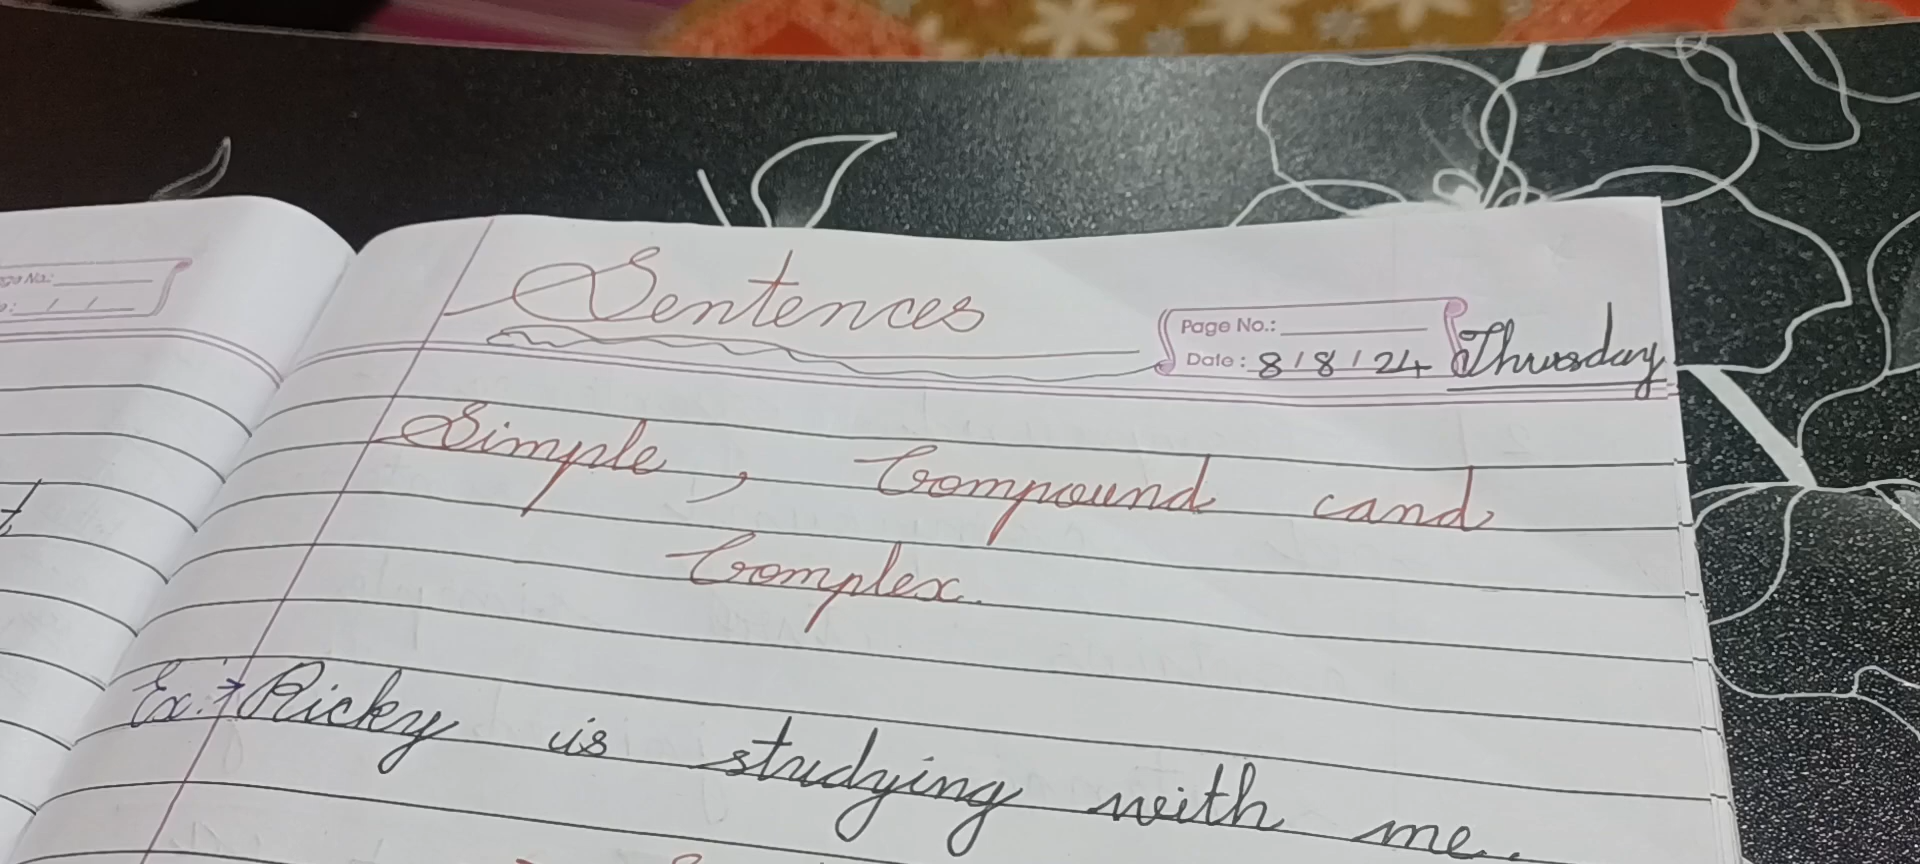 Sentences
Page No.:
Date: 8/8/24 Thursday
Simple, Compound and
Complex.
Ex:→ Ricky is studying with me.